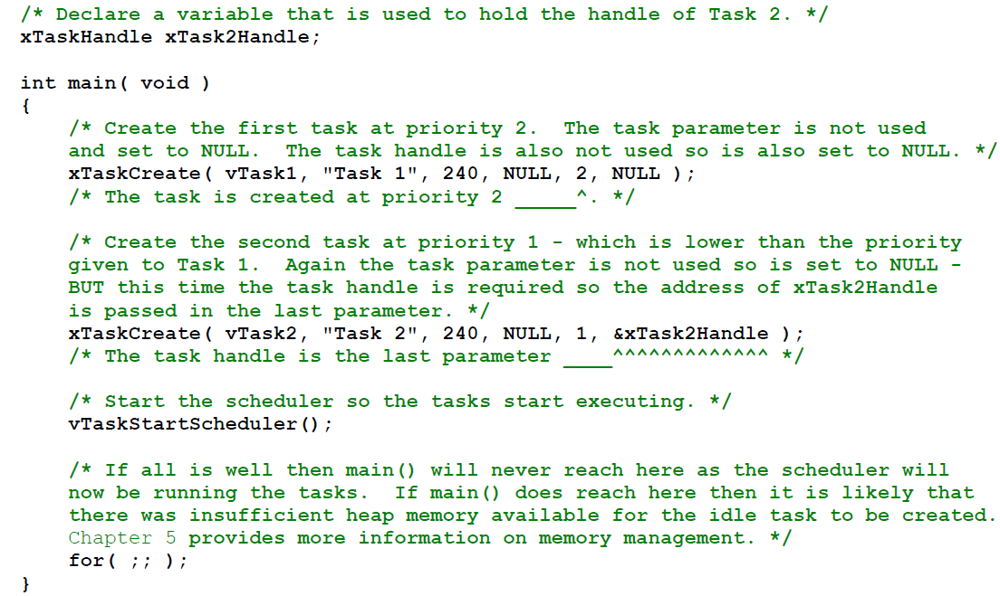 /* Declare a variable that is used to hold the handle of Task 2. */
xTaskHandle xTask2Handle;
int main( void )
{
/* Create the first task at priority 2.  The task parameter is not used
and set to NULL.  The task handle is also not used so is also set to NULL. */
xTaskCreate( vTask1, "Task 1", 240, NULL, 2, NULL );
/* The task is created at priority 2 _____^. */
/* Create the second task at priority 1 - which is lower than the priority
given to Task 1.  Again the task parameter is not used so is set to NULL -
BUT this time the task handle is required so the address of xTask2Handle
is passed in the last parameter. */
xTaskCreate( vTask2, "Task 2", 240, NULL, 1, &xTask2Handle );
/* The task handle is the last parameter ____^^^^^^^^^^^^^ */
/* Start the scheduler so the tasks start executing. */
vTaskStartScheduler();
/* If all is well then main() will never reach here as the scheduler will
now be running the tasks.  If main() does reach here then it is likely that
there was insufficient heap memory available for the idle task to be created.
Chapter 5 provides more information on memory management. */
for( ;; );
}